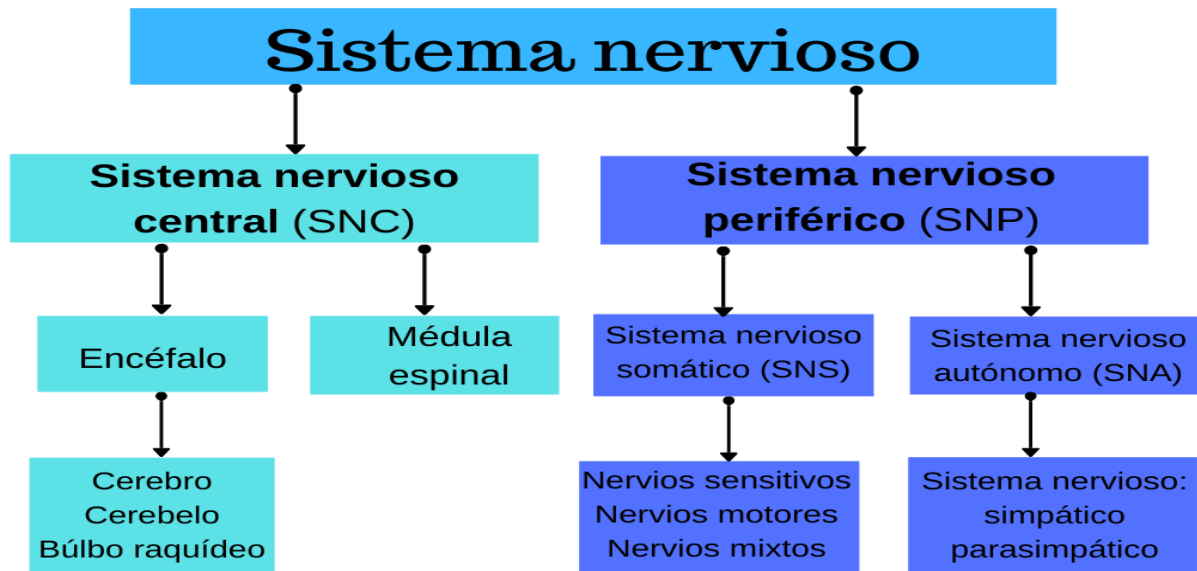 Sistema nervioso
Sistema nervioso
central (SNC)
Sistema nervioso
periférico (SNP)
Encéfalo
Médula
espinal
Sistema nervioso
somático (SNS)
Sistema nervioso
autónomo (SNA)
Cerebro
Cerebelo
Búlbo raquídeo
Nervios sensitivos
Nervios motores
Nervios mixtos
Sistema nervioso:
simpático
parasimpático